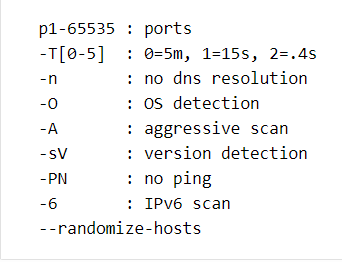 p1-65535 : ports
-T[0-5]  : 0=5m, 1=15s, 2=.4s
-n       : no dns resolution
-O       : OS detection
-A       : aggressive scan
-sV      : version detection
-PN      : no ping
-6       : IPv6 scan
--randomize-hosts